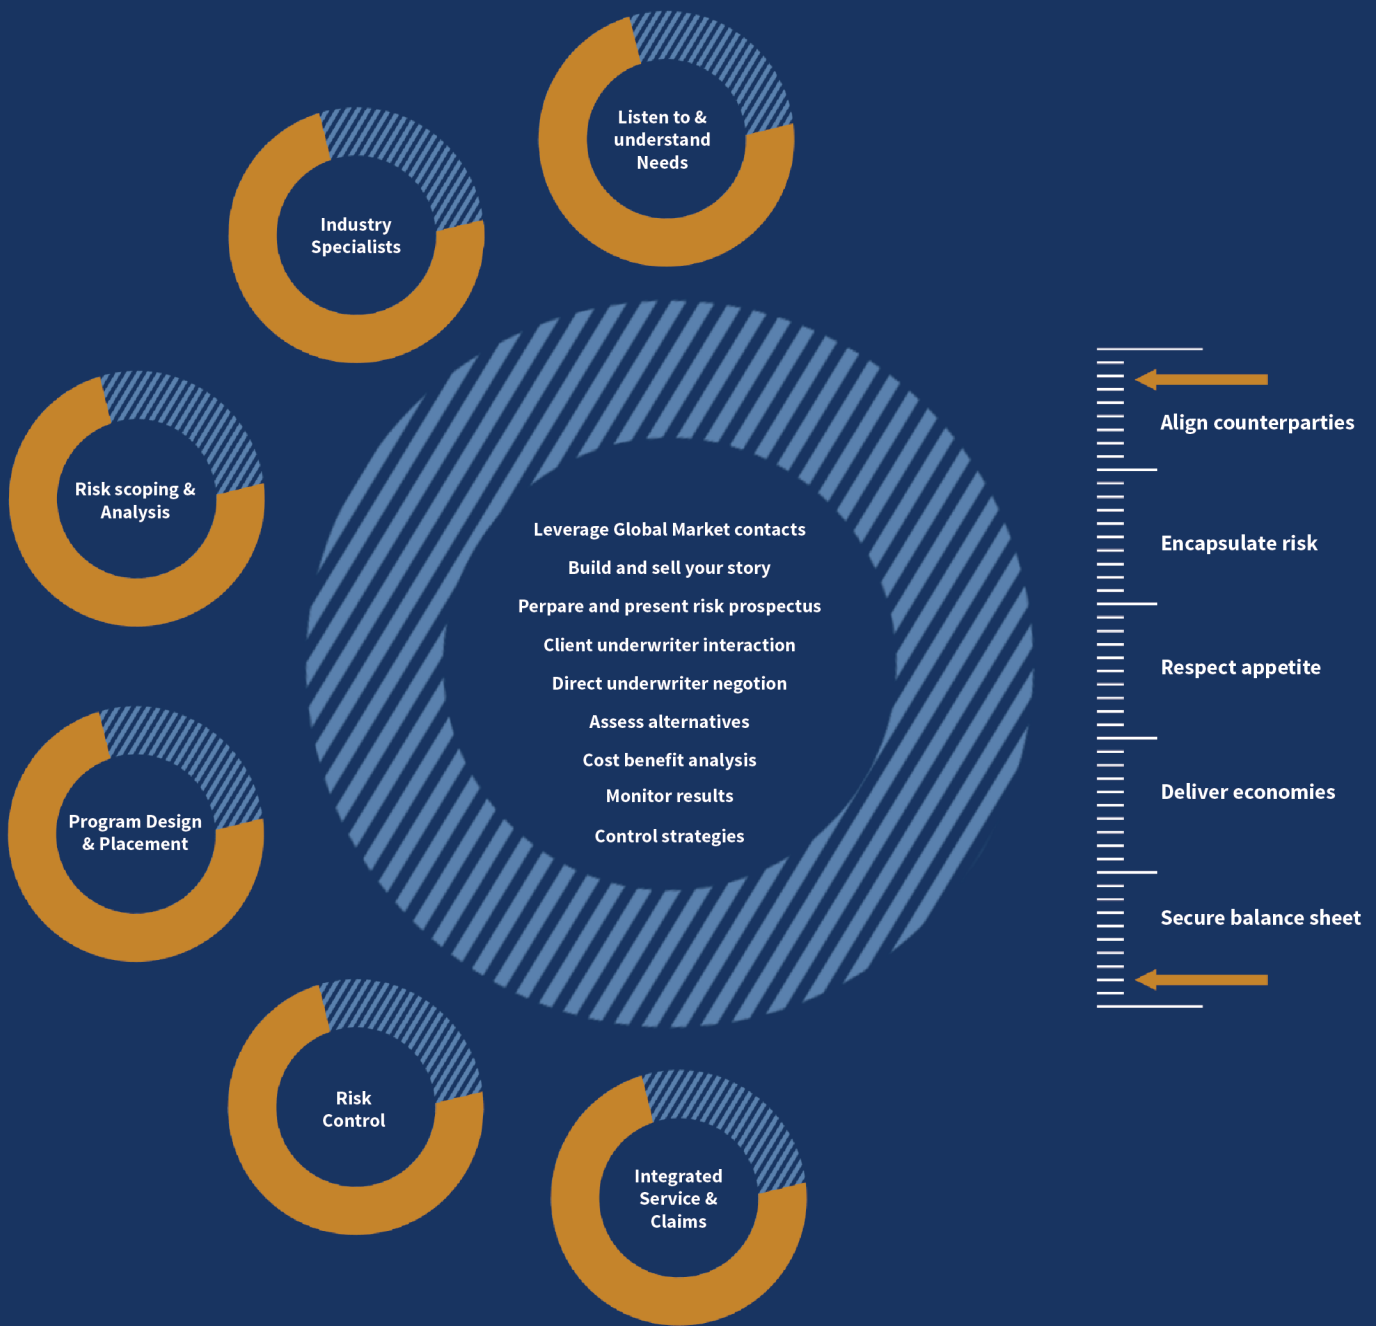 Listen to &
understand
Needs
Industry
Specialists
Risk scoping &
Analysis
Program Design
& Placement
Risk
Control
Integrated
Service &
Claims
Leverage Global Market contacts
Build and sell your story
Perpare and present risk prospectus
Client underwriter interaction
Direct underwriter negotion
Assess alternatives
Cost benefit analysis
Monitor results
Control strategies
Align counterparties
Encapsulate risk
Respect appetite
Deliver economies
Secure balance sheet